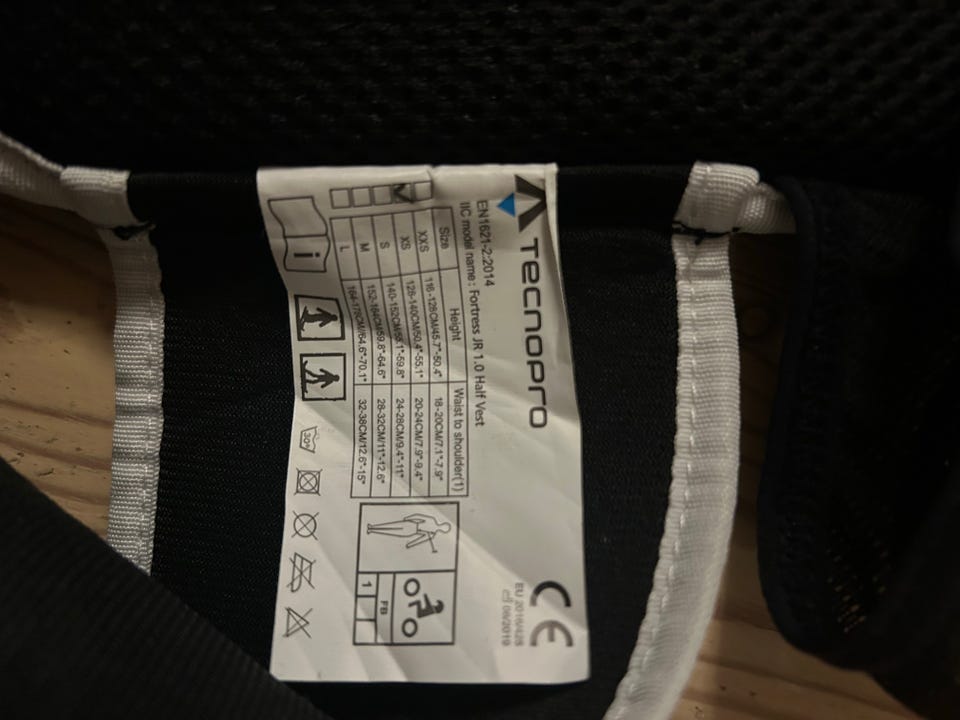 TECNOPRO
EN1621-2:2014
IIC model name : Fortress JR 1.0 Half Vest
Size Height Waist to shoulder(1)
XXS 116-128CM/45.7"-50.4" 18-20CM/7.1"-7.9"
XS 128-140CM/50.4"-55.1" 20-24CM/7.9"-9.4"
S 140-152CM/55.1"-59.8" 24-28CM/9.4"-11"
M 152-164CM/59.8"-64.6" 28-32CM/11"-12.6"
L 164-178CM/64.6"-70.1" 32-38CM/12.6"-15"
i
30°
CE
EU 2016/425
08/2019
FB
1